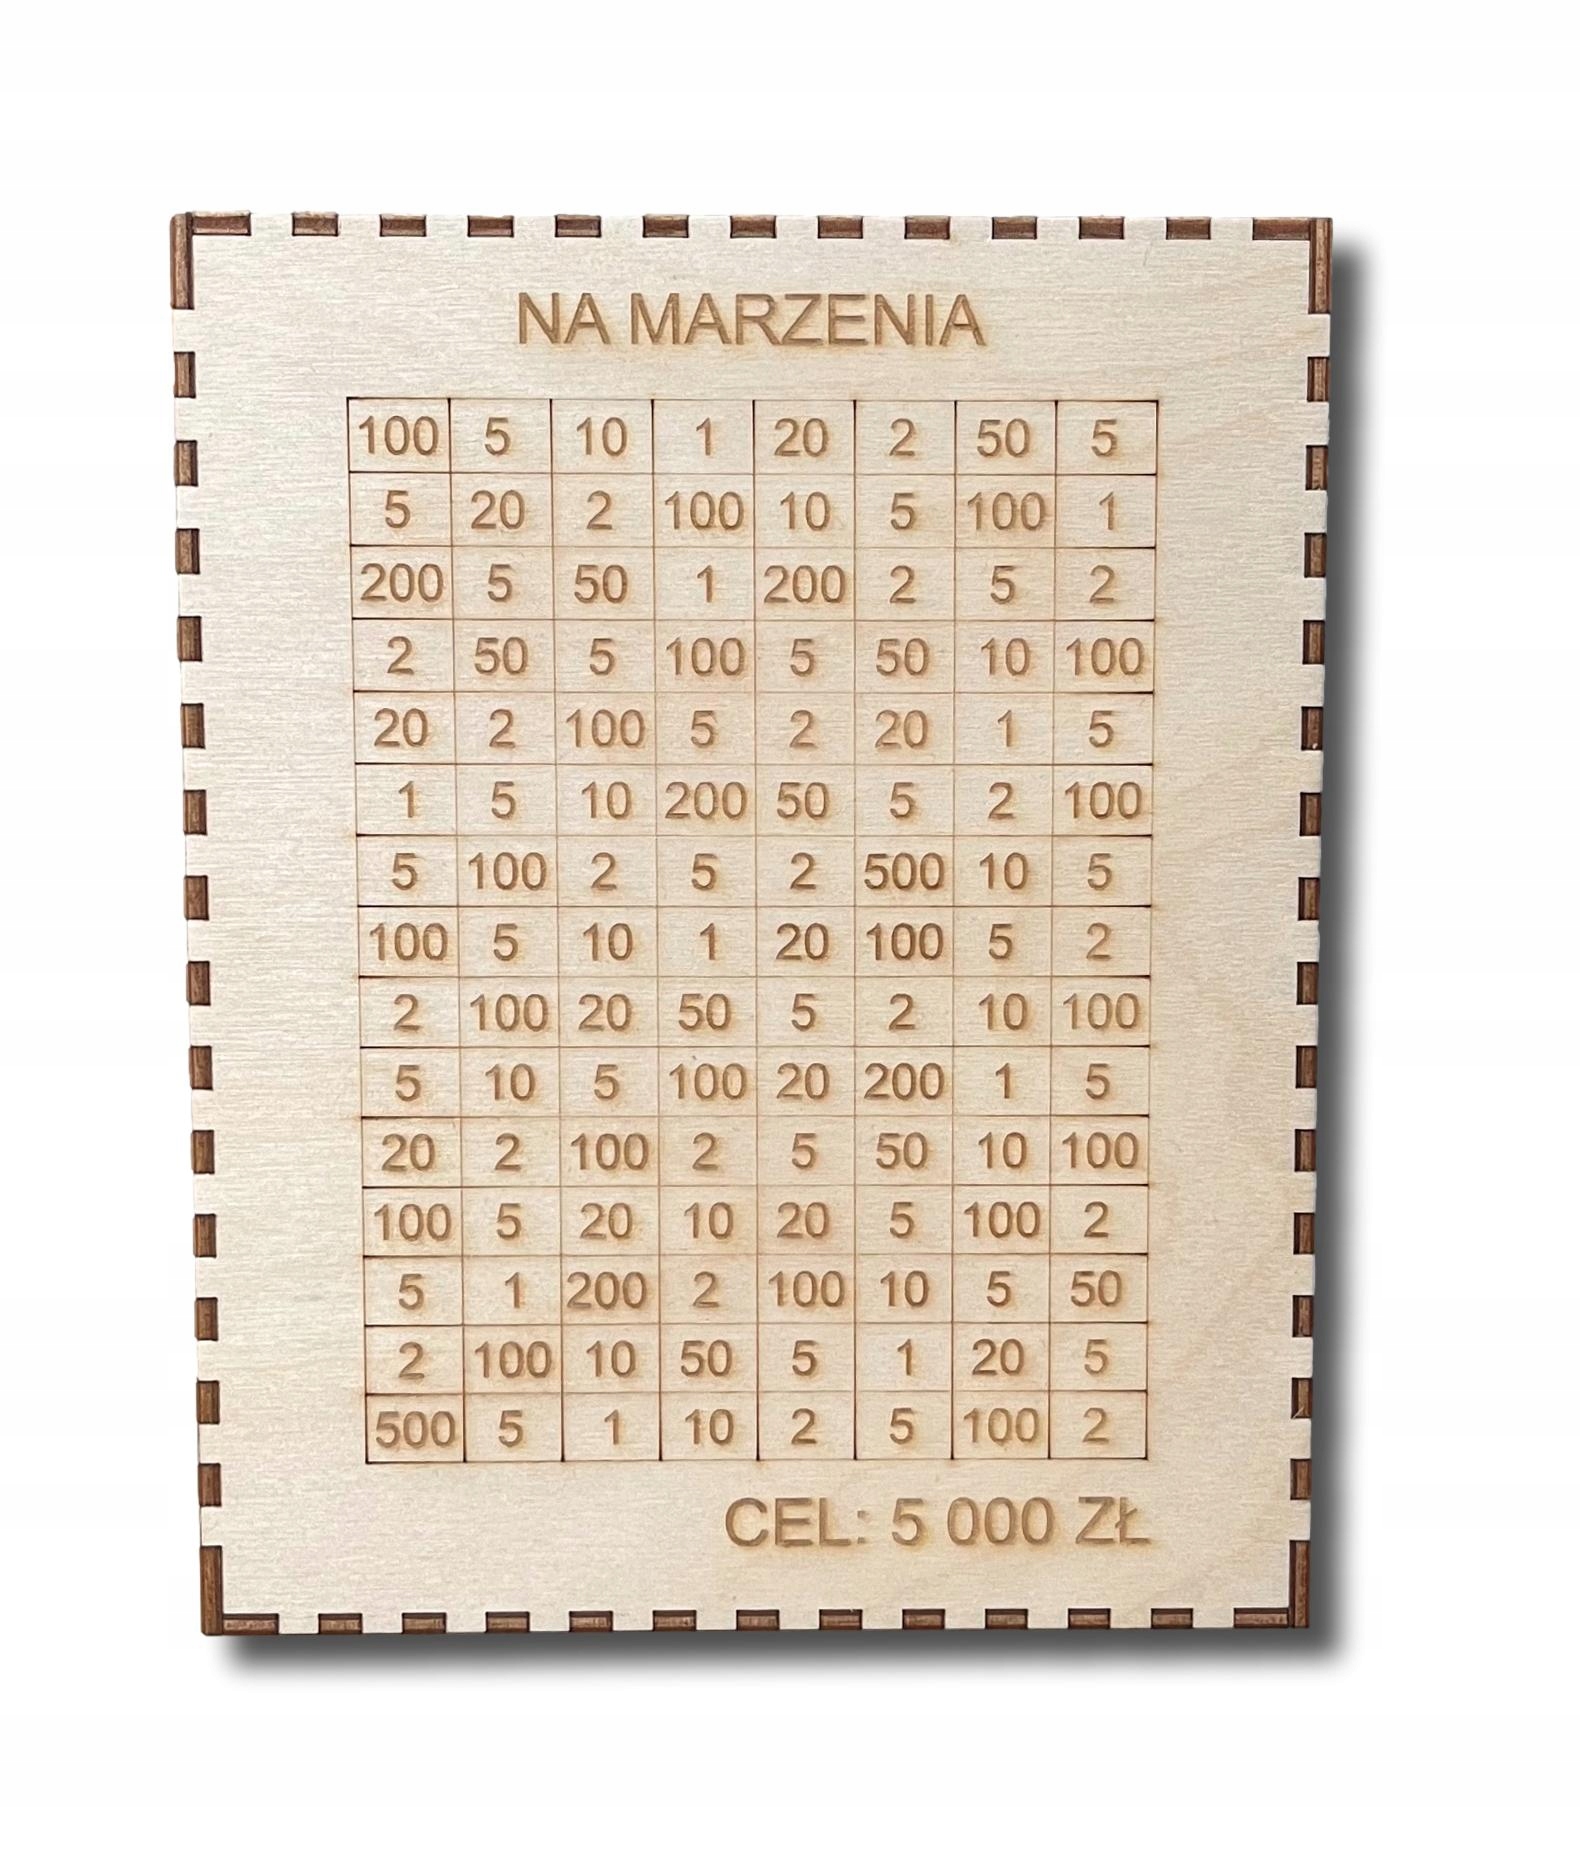 NA MARZENIA
100 5 10 1 20 2 50 5
5 20 2 100 10 5 100 1
200 5 50 1 200 2 5 2
2 50 5 100 5 50 10 100
20 2 100 5 2 20 1 5
1 5 10 200 50 5 2 100
5 100 2 5 2 500 10 5
100 5 10 1 20 100 5 2
2 100 20 50 5 2 10 100
5 10 5 100 20 200 1 5
20 2 100 2 5 50 10 100
100 5 20 10 20 5 100 2
5 1 200 2 100 10 5 50
2 100 10 50 5 1 20 5
500 5 1 10 2 5 100 2
CEL: 5 000 ZŁ